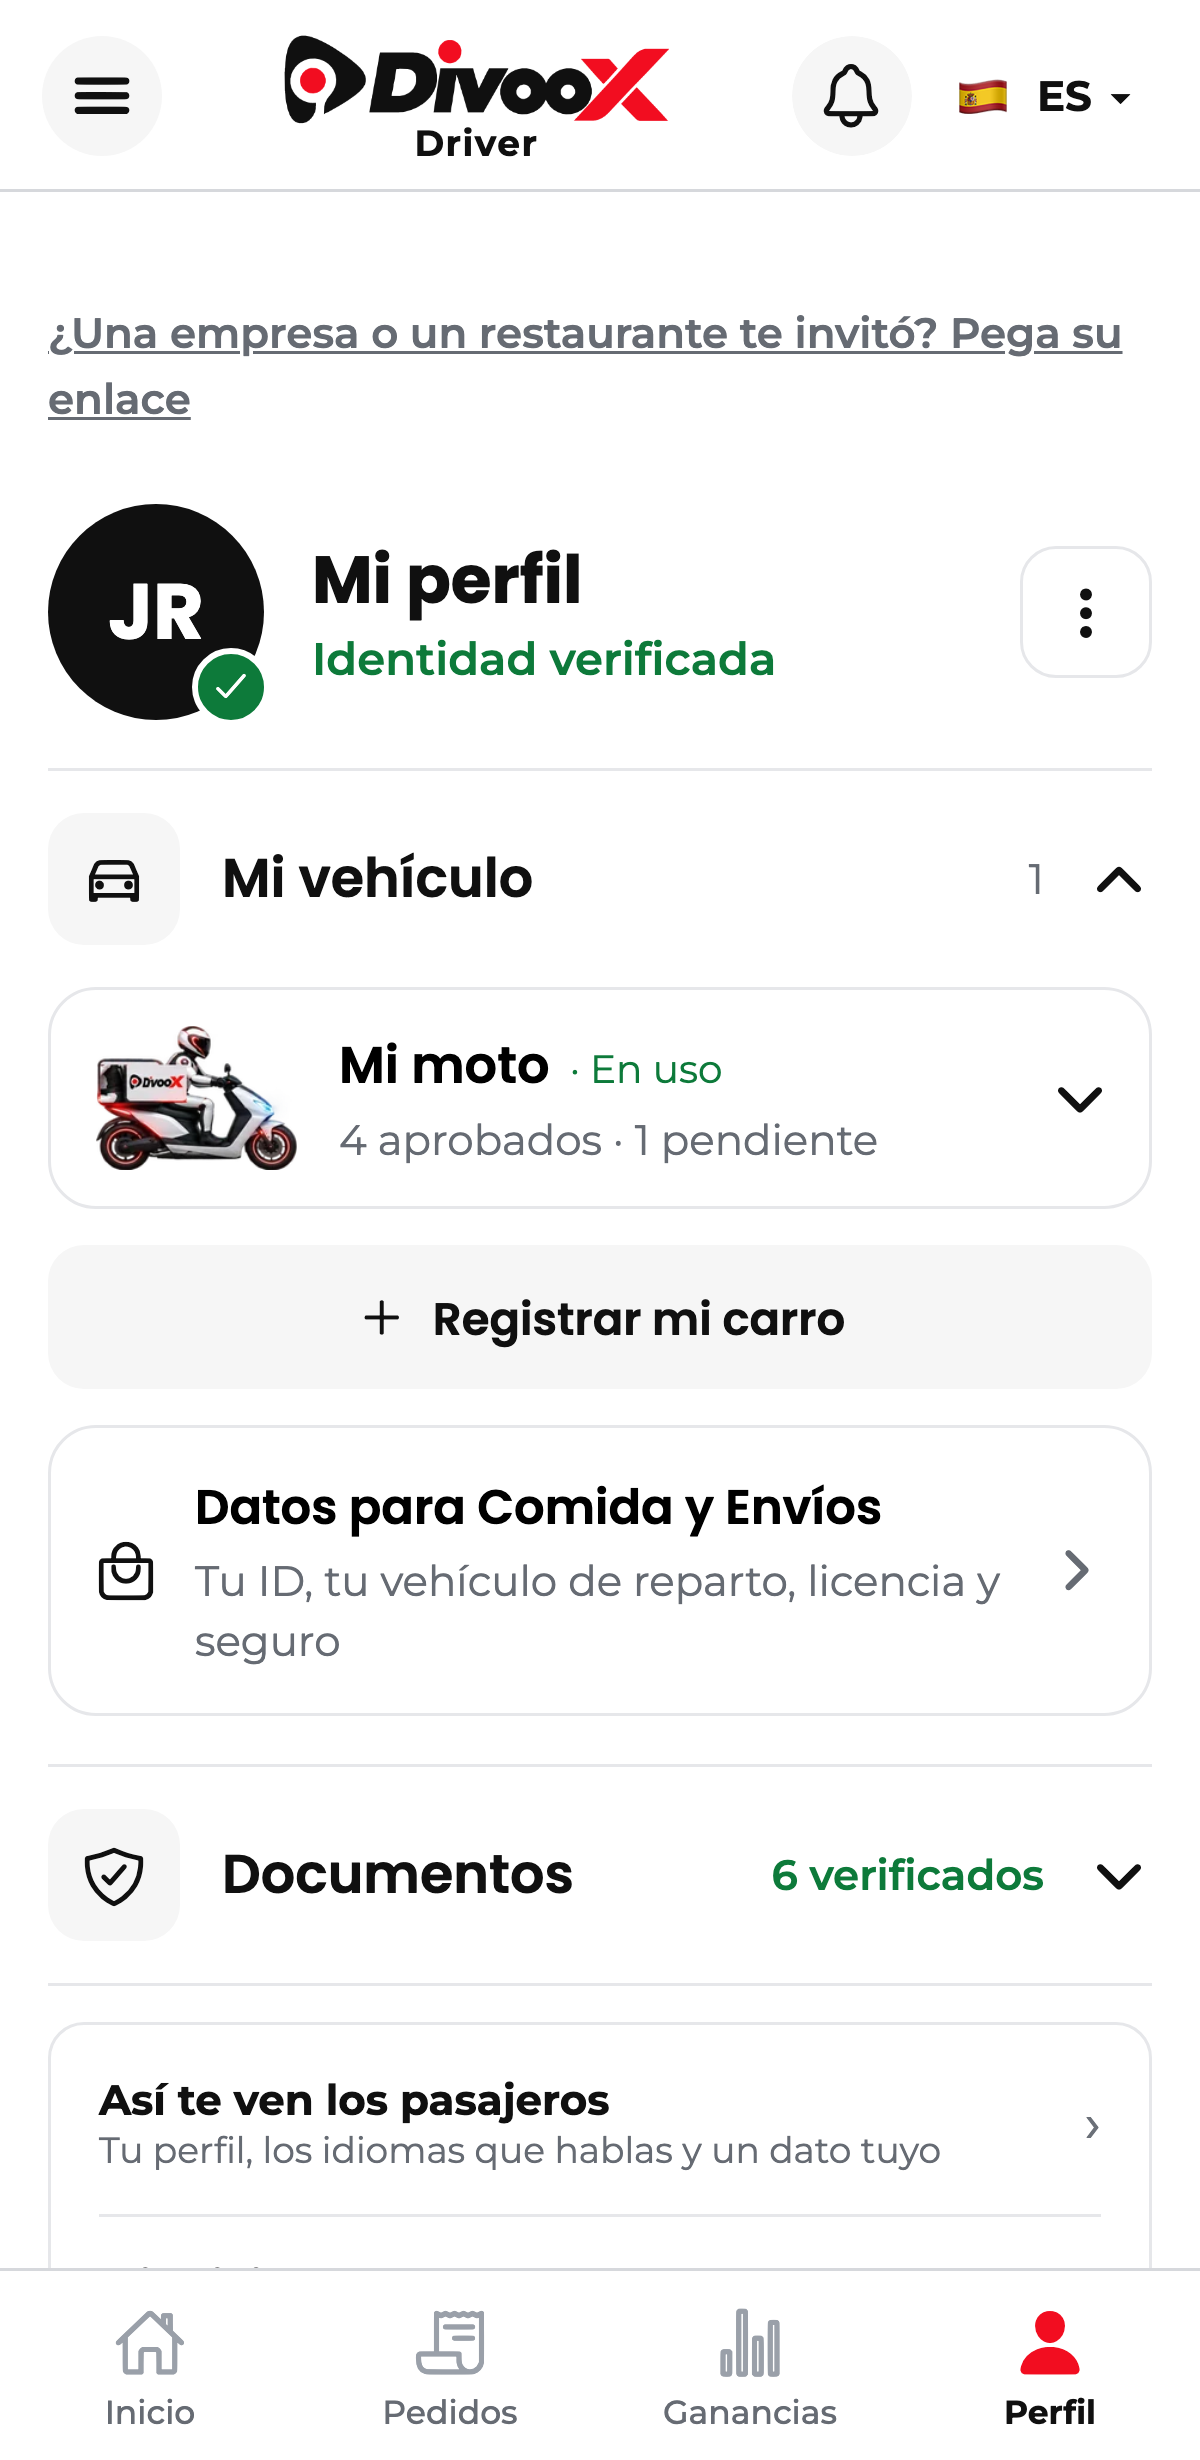 DivooX
Driver
ES
¿Una empresa o un restaurante te invitó? Pega su
enlace
JR
Mi perfil
Identidad verificada
Mi vehículo
1
DivooX
Mi moto · En uso
4 aprobados · 1 pendiente
+ Registrar mi carro
Datos para Comida y Envíos
Tu ID, tu vehículo de reparto, licencia y
seguro
Documentos
6 verificados
Así te ven los pasajeros
Tu perfil, los idiomas que hablas y un dato tuyo
Inicio
Pedidos
Ganancias
Perfil